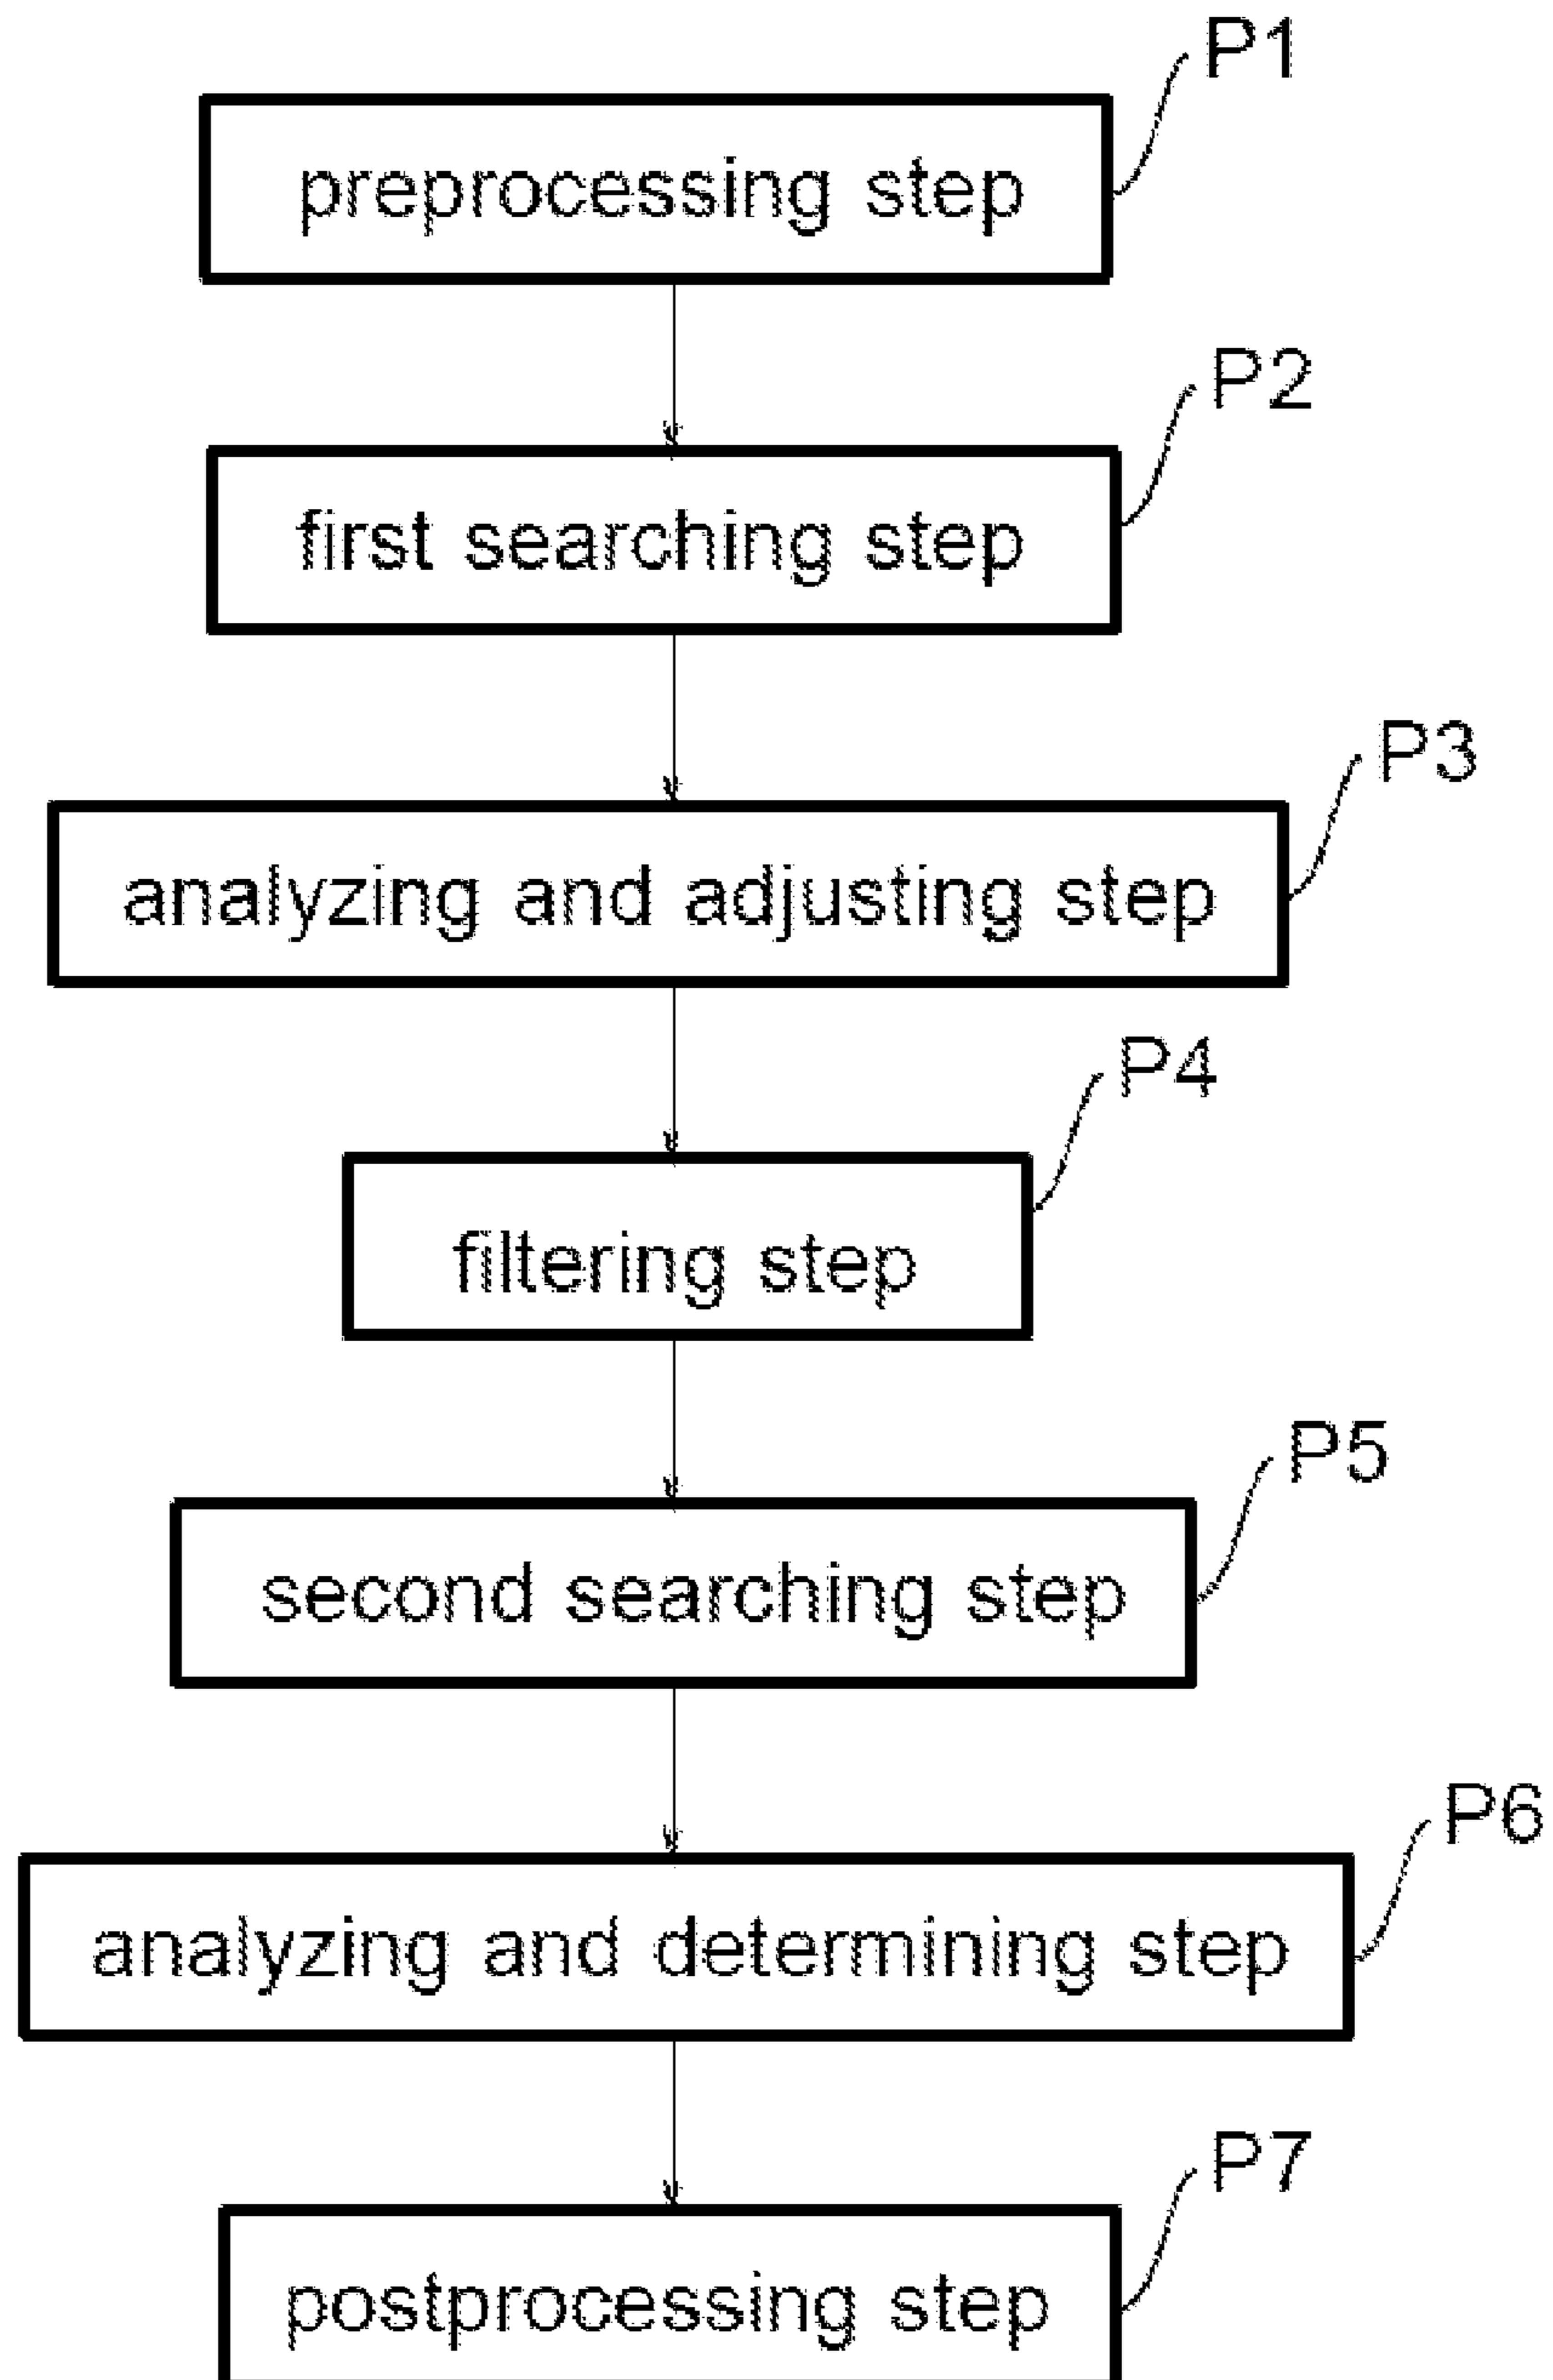 P1
preprocessing step
P2
first searching step
P3
analyzing and adjusting step
P4
filtering step
P5
second searching step
P6
analyzing and determining step
P7
postprocessing step